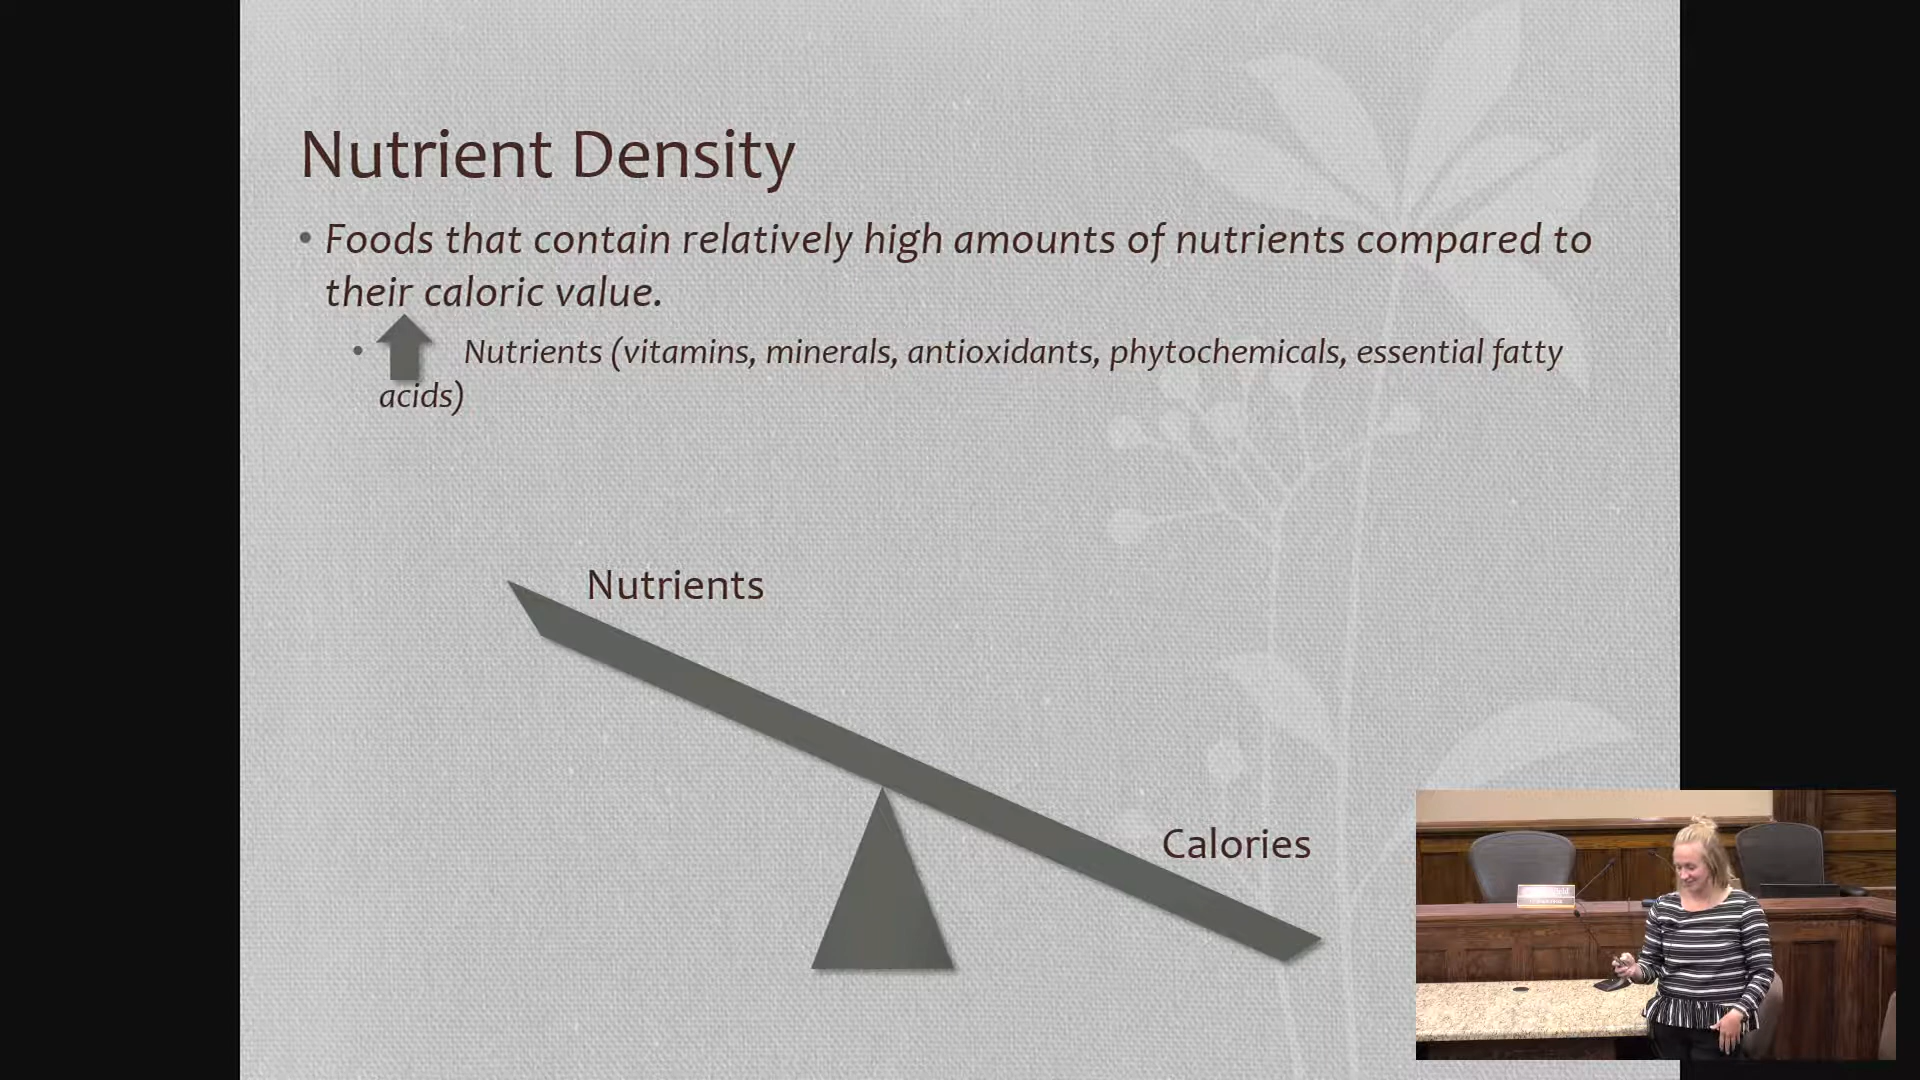 Nutrient Density
• Foods that contain relatively high amounts of nutrients compared to
their caloric value.
• Nutrients (vitamins, minerals, antioxidants, phytochemicals, essential fatty
acids)
Nutrients
Calories